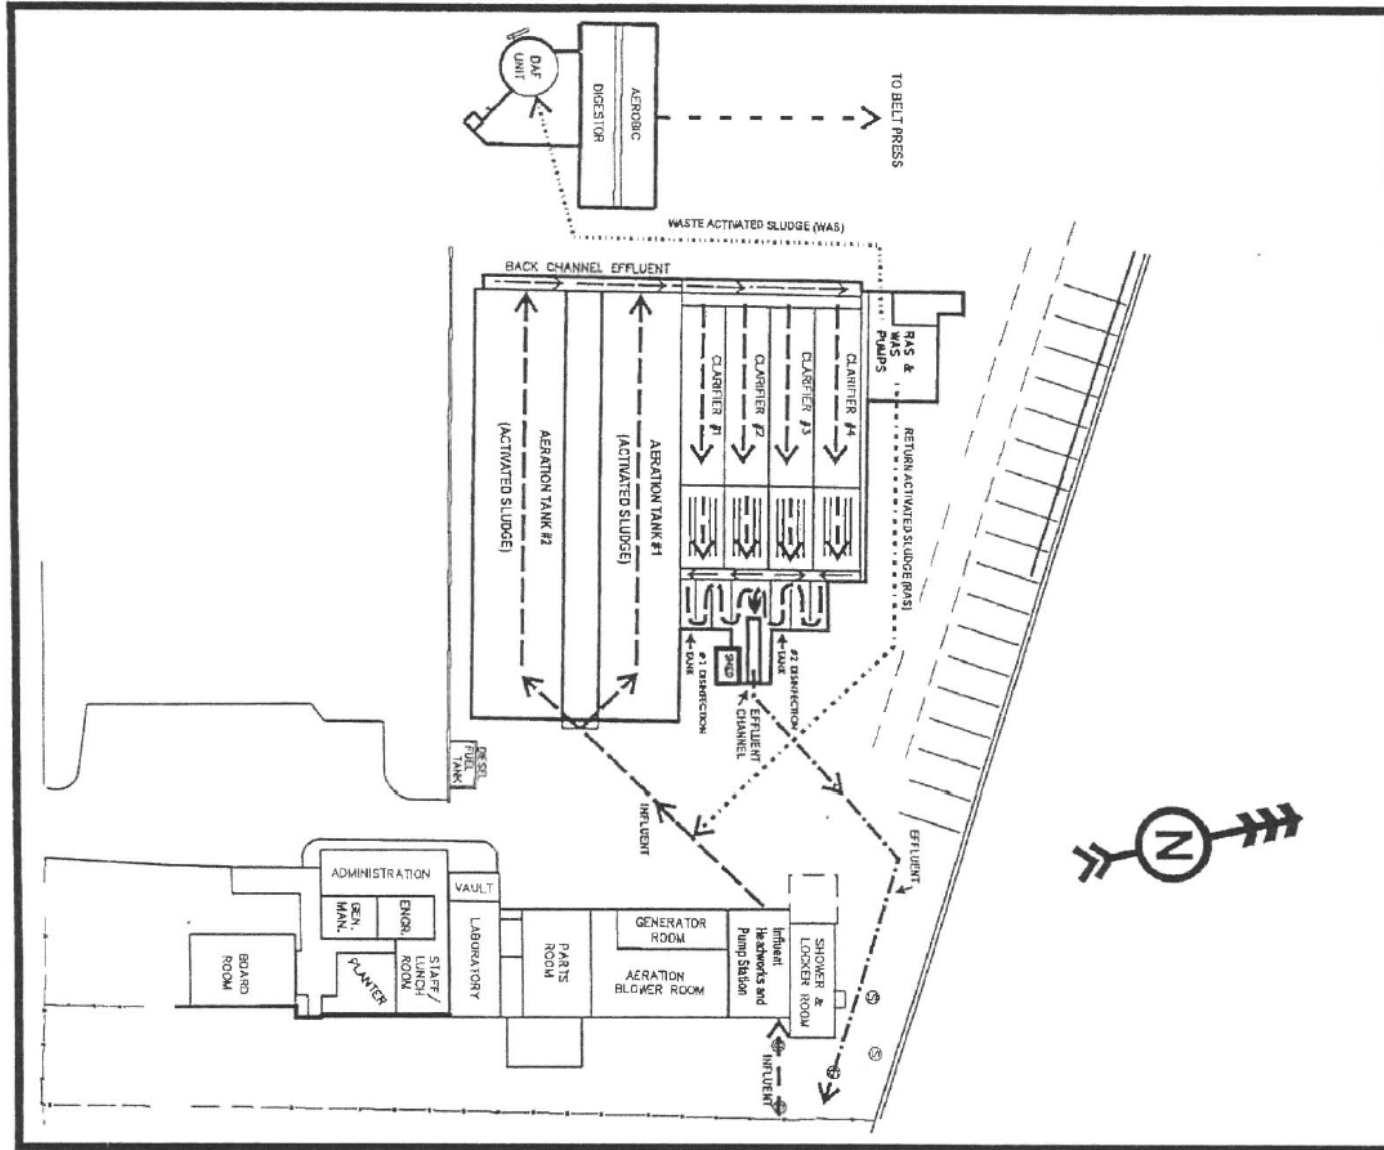 DAF
UNIT
AEROBIC
DIGESTOR
TO BELT PRESS
WASTE ACTIVATED SLUDGE (WAS)
BACK CHANNEL EFFLUENT
RAS &
WAS
PUMPS
CLARIFIER #1
CLARIFIER #2
CLARIFIER #3
CLARIFIER #4
RETURN ACTIVATED SLUDGE (RAS)
AERATION TANK #2
(ACTIVATED SLUDGE)
AERATION TANK #1
(ACTIVATED SLUDGE)
#1 DISINFECTION
TANK
SHED
#2 DISINFECTION
TANK
EFFLUENT
CHANNEL
DIESEL
FUEL
TANK
INFLUENT
EFFLUENT
N
ADMINISTRATION
VAULT
GEN.
MAN.
ENGR.
STAFF/
LUNCH
ROOM
PLANTER
BOARD
ROOM
LABORATORY
PARTS
ROOM
GENERATOR
ROOM
AERATION
BLOWER ROOM
Influent
Headworks and
Pump Station
SHOWER &
LOCKER ROOM
S
S
INFLUENT